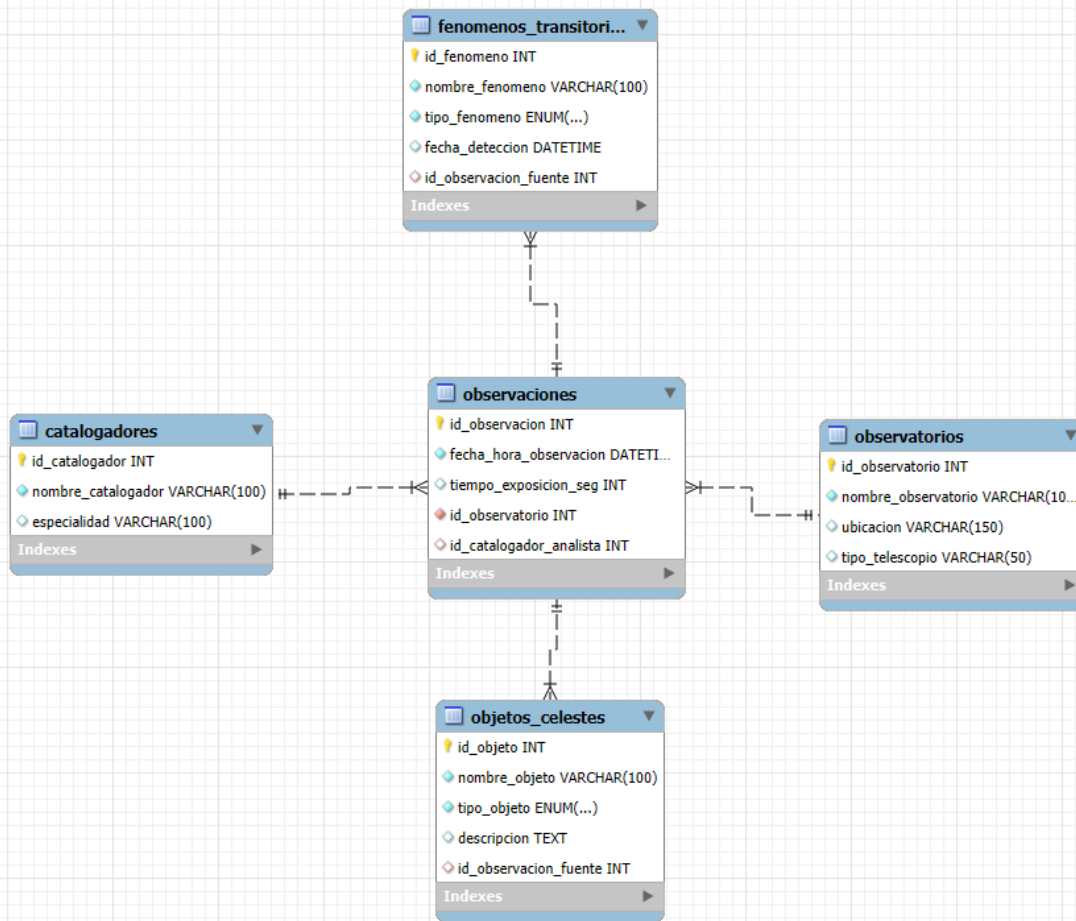 fenomenos_transitori...
id_fenomeno INT
nombre_fenomeno VARCHAR(100)
tipo_fenomeno ENUM(...)
fecha_deteccion DATETIME
id_observacion_fuente INT
Indexes
catalogadores
id_catalogador INT
nombre_catalogador VARCHAR(100)
especialidad VARCHAR(100)
Indexes
observaciones
id_observacion INT
fecha_hora_observacion DATETI...
tiempo_exposicion_seg INT
id_observatorio INT
id_catalogador_analista INT
Indexes
observatorios
id_observatorio INT
nombre_observatorio VARCHAR(10...
ubicacion VARCHAR(150)
tipo_telescopio VARCHAR(50)
Indexes
objetos_celestes
id_objeto INT
nombre_objeto VARCHAR(100)
tipo_objeto ENUM(...)
descripcion TEXT
id_observacion_fuente INT
Indexes